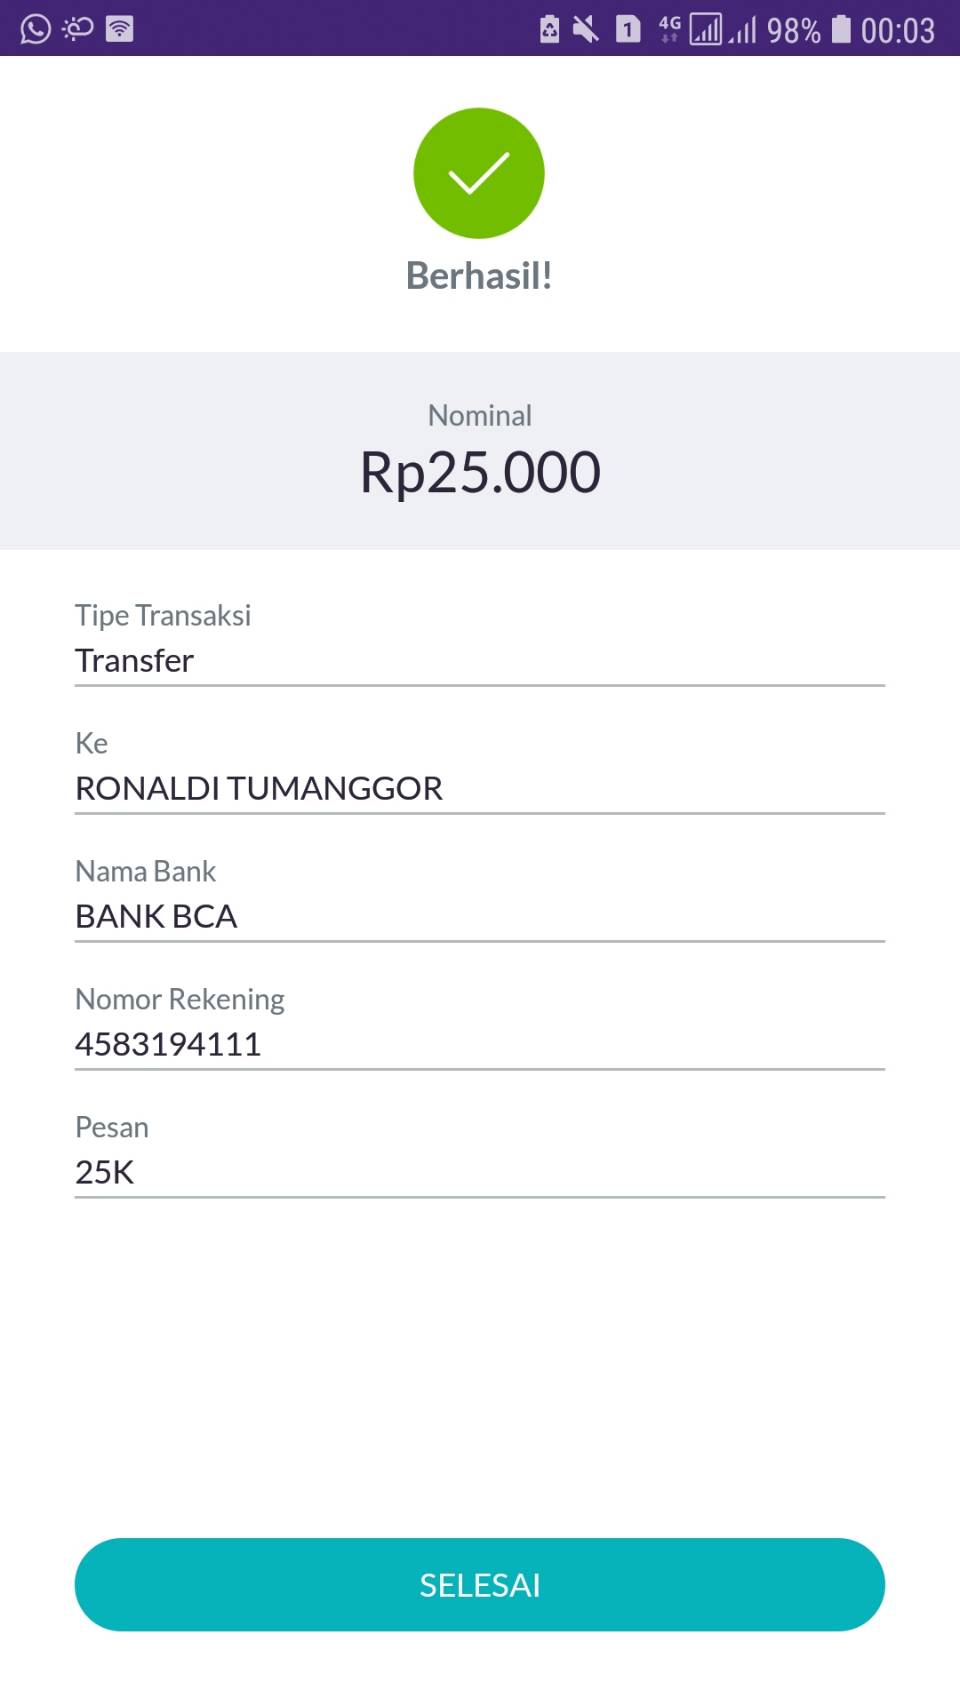 1 4G 98% 00:03
Berhasil!
Nominal
Rp25.000
Tipe Transaksi
Transfer
Ke
RONALDI TUMANGGOR
Nama Bank
BANK BCA
Nomor Rekening
4583194111
Pesan
25K
SELESAI